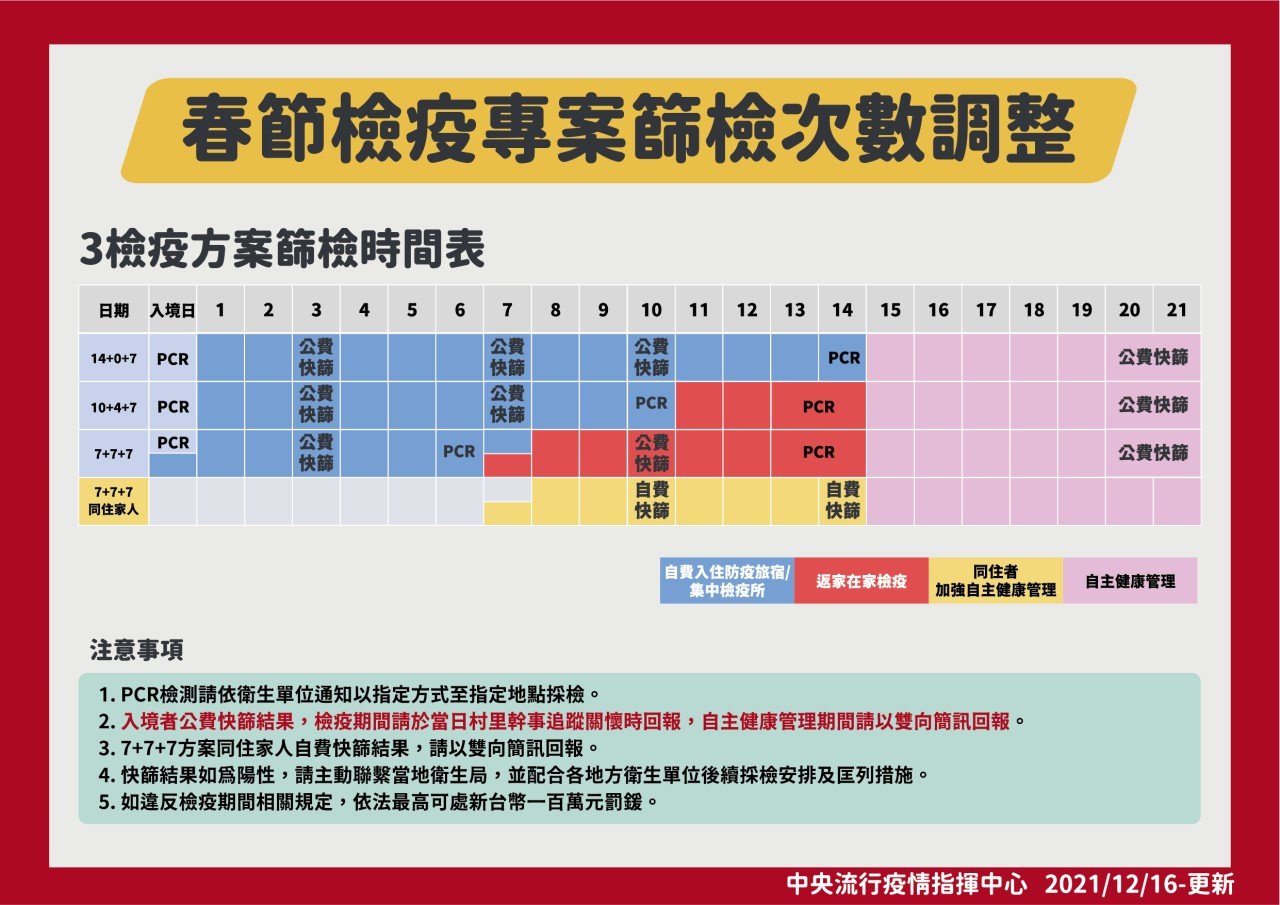 春節檢疫專案篩檢次數調整
3檢疫方案篩檢時間表
日期 入境日 1 2 3 4 5 6 7 8 9 10 11 12 13 14 15 16 17 18 19 20 21
14+0+7 PCR 公費快篩 公費快篩 公費快篩 PCR 公費快篩
10+4+7 PCR 公費快篩 公費快篩 PCR PCR 公費快篩
7+7+7 PCR 公費快篩 PCR 公費快篩 PCR 公費快篩
7+7+7 同住家人 自費快篩 自費快篩
自費入住防疫旅宿/
集中檢疫所
返家在家檢疫
同住者
加強自主健康管理
自主健康管理
注意事項
1. PCR檢測請依衛生單位通知以指定方式至指定地點採檢。
2. 入境者公費快篩結果，檢疫期間請於當日村里幹事追蹤關懷時回報，自主健康管理期間請以雙向簡訊回報。
3. 7+7+7方案同住家人自費快篩結果，請以雙向簡訊回報。
4. 快篩結果如爲陽性，請主動聯繫當地衛生局，並配合各地方衛生單位後續採檢安排及匡列措施。
5. 如違反檢疫期間相關規定，依法最高可處新台幣一百萬元罰鍰。
中央流行疫情指揮中心 2021/12/16-更新